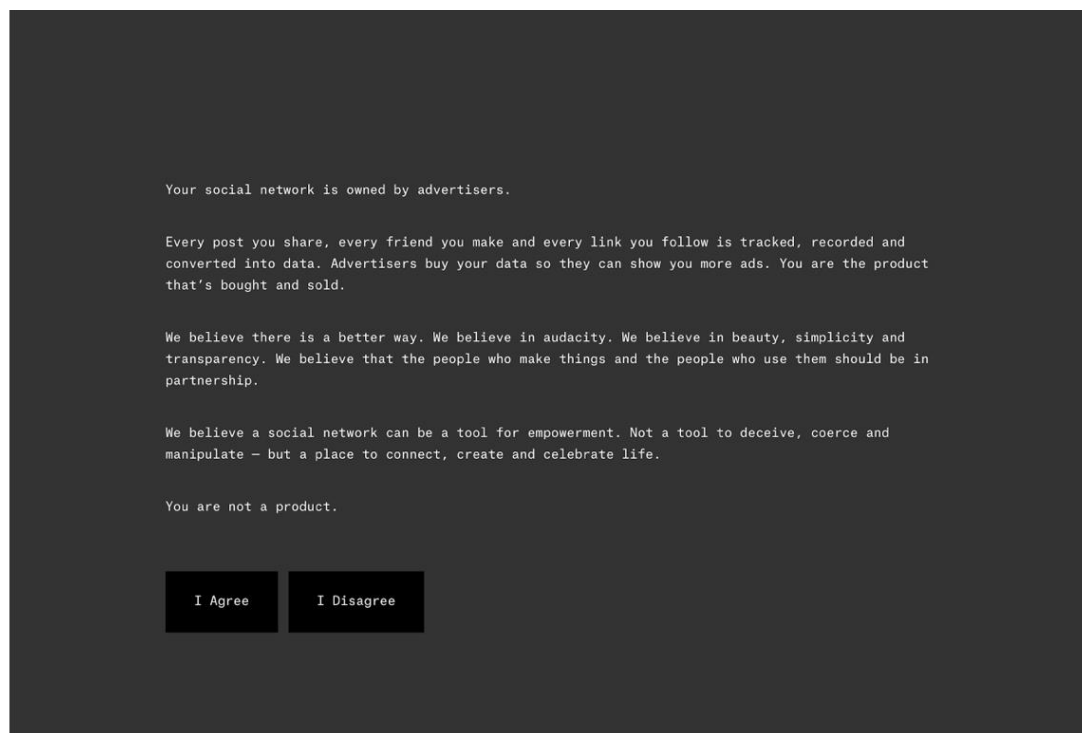 Your social network is owned by advertisers.
Every post you share, every friend you make and every link you follow is tracked, recorded and
converted into data. Advertisers buy your data so they can show you more ads. You are the product
that’s bought and sold.
We believe there is a better way. We believe in audacity. We believe in beauty, simplicity and
transparency. We believe that the people who make things and the people who use them should be in
partnership.
We believe a social network can be a tool for empowerment. Not a tool to deceive, coerce and
manipulate — but a place to connect, create and celebrate life.
You are not a product.
I Agree
I Disagree